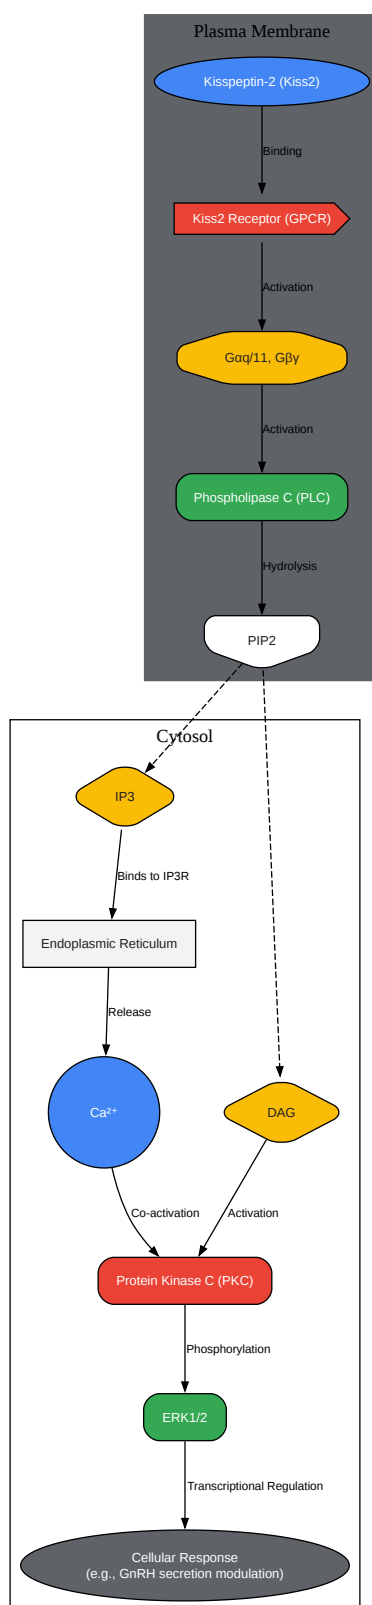 Plasma Membrane
Kisspeptin-2 (Kiss2)
Binding
Kiss2 Receptor (GPCR)
Activation
Gαq/11, Gβγ
Activation
Phospholipase C (PLC)
Hydrolysis
PIP2
Cytosol
IP3
Binds to IP3R
Endoplasmic Reticulum
Release
Ca²⁺
DAG
Co-activation
Activation
Protein Kinase C (PKC)
Phosphorylation
ERK1/2
Transcriptional Regulation
Cellular Response
(e.g., GnRH secretion modulation)